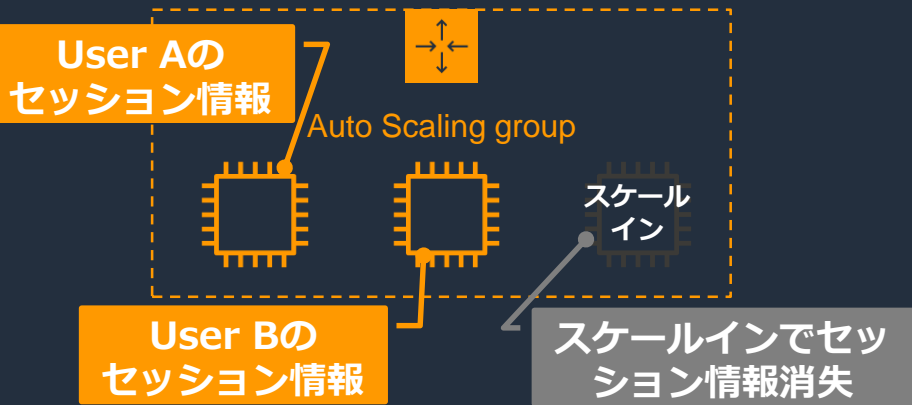 User Aの
セッション情報
Auto Scaling group
スケール
イン
User Bの
セッション情報
スケールインでセッ
ション情報消失